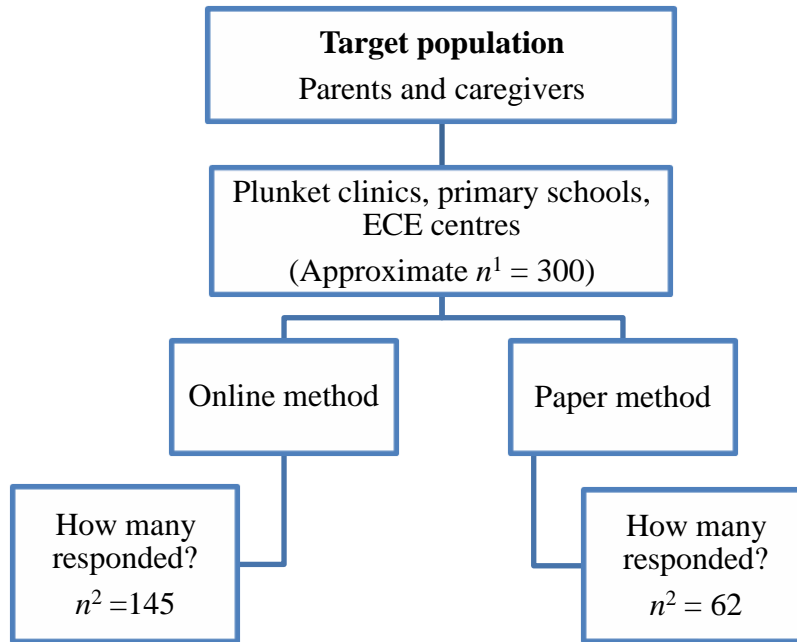 Target population
Parents and caregivers
Plunket clinics, primary schools,
ECE centres
(Approximate n¹ = 300)
Online method
Paper method
How many
responded?
n² =145
How many
responded?
n² = 62